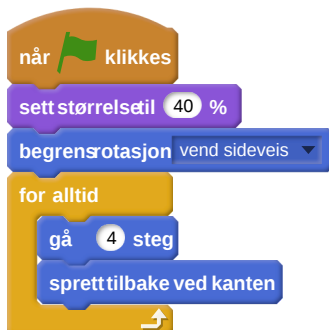 når klikkes
sett størrelse til 40 %
begrens rotasjon vend sideveis
for alltid
gå 4 steg
sprett tilbake ved kanten